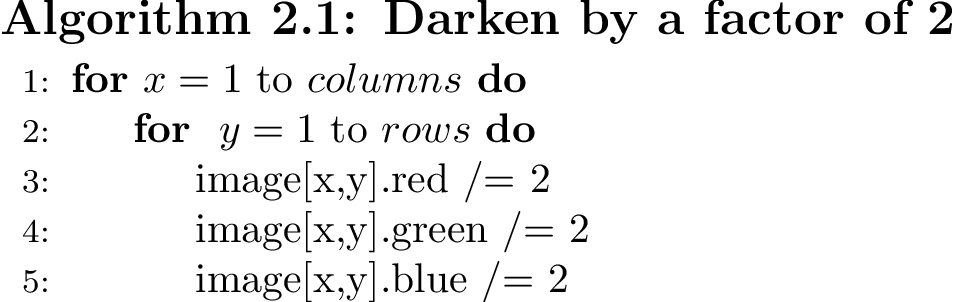 Algorithm 2.1: Darken by a factor of 2
1: for x = 1 to columns do
2: for y = 1 to rows do
3: image[x,y].red /= 2
4: image[x,y].green /= 2
5: image[x,y].blue /= 2